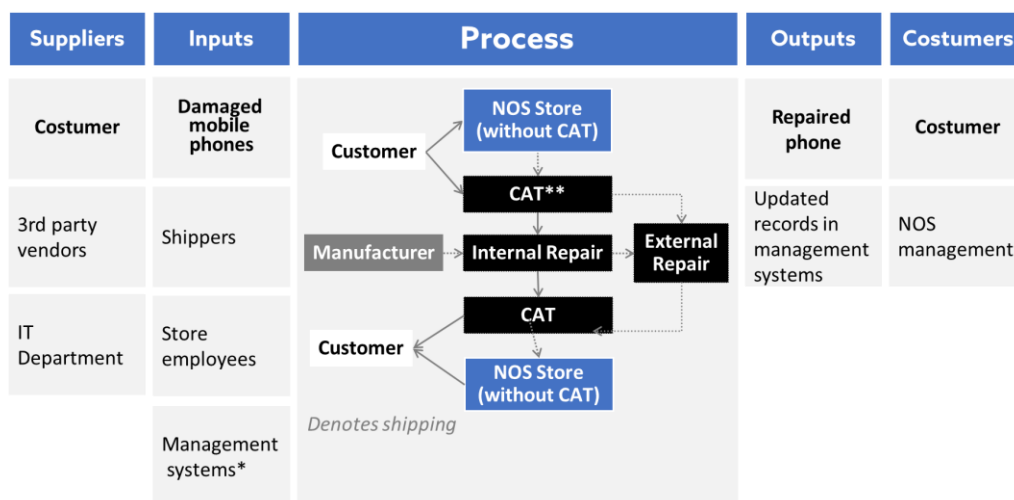 Suppliers
Inputs
Process
Outputs
Costumers
Costumer
Damaged
mobile
phones
NOS Store
(without CAT)
Customer
Repaired
phone
Costumer
3rd party
vendors
Shippers
CAT**
Manufacturer
Internal Repair
External
Repair
Updated
records in
management
systems
NOS
management
IT
Department
Store
employees
CAT
Customer
NOS Store
(without CAT)
Denotes shipping
Management
systems*